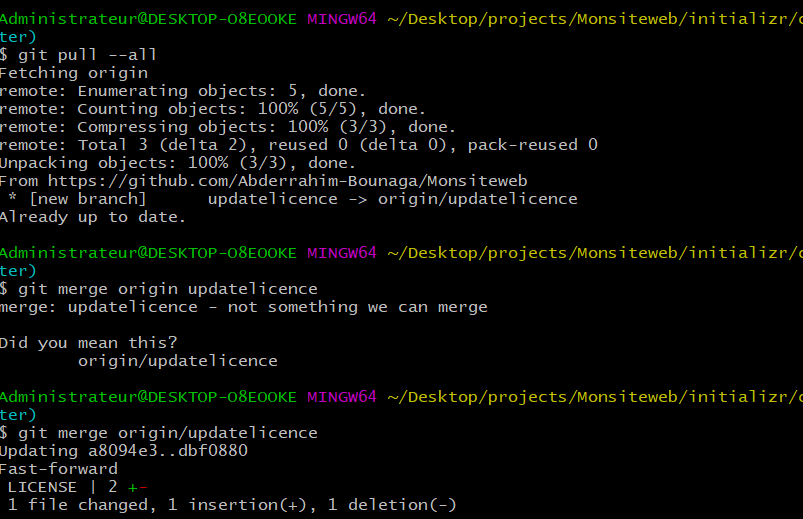 Administrateur@DESKTOP-O8EOOKE MINGW64 ~/Desktop/projects/Monsiteweb/initializr/
ter)
$ git pull --all
Fetching origin
remote: Enumerating objects: 5, done.
remote: Counting objects: 100% (5/5), done.
remote: Compressing objects: 100% (3/3), done.
remote: Total 3 (delta 2), reused 0 (delta 0), pack-reused 0
Unpacking objects: 100% (3/3), done.
From https://github.com/Abderrahim-Bounaga/Monsiteweb
 * [new branch]      updatelicence -> origin/updatelicence
Already up to date.
Administrateur@DESKTOP-O8EOOKE MINGW64 ~/Desktop/projects/Monsiteweb/initializr/
ter)
$ git merge origin updatelicence
merge: updatelicence - not something we can merge
Did you mean this?
        origin/updatelicence
Administrateur@DESKTOP-O8EOOKE MINGW64 ~/Desktop/projects/Monsiteweb/initializr/
ter)
$ git merge origin/updatelicence
Updating a8094e3..dbf0880
Fast-forward
 LICENSE | 2 +-
 1 file changed, 1 insertion(+), 1 deletion(-)